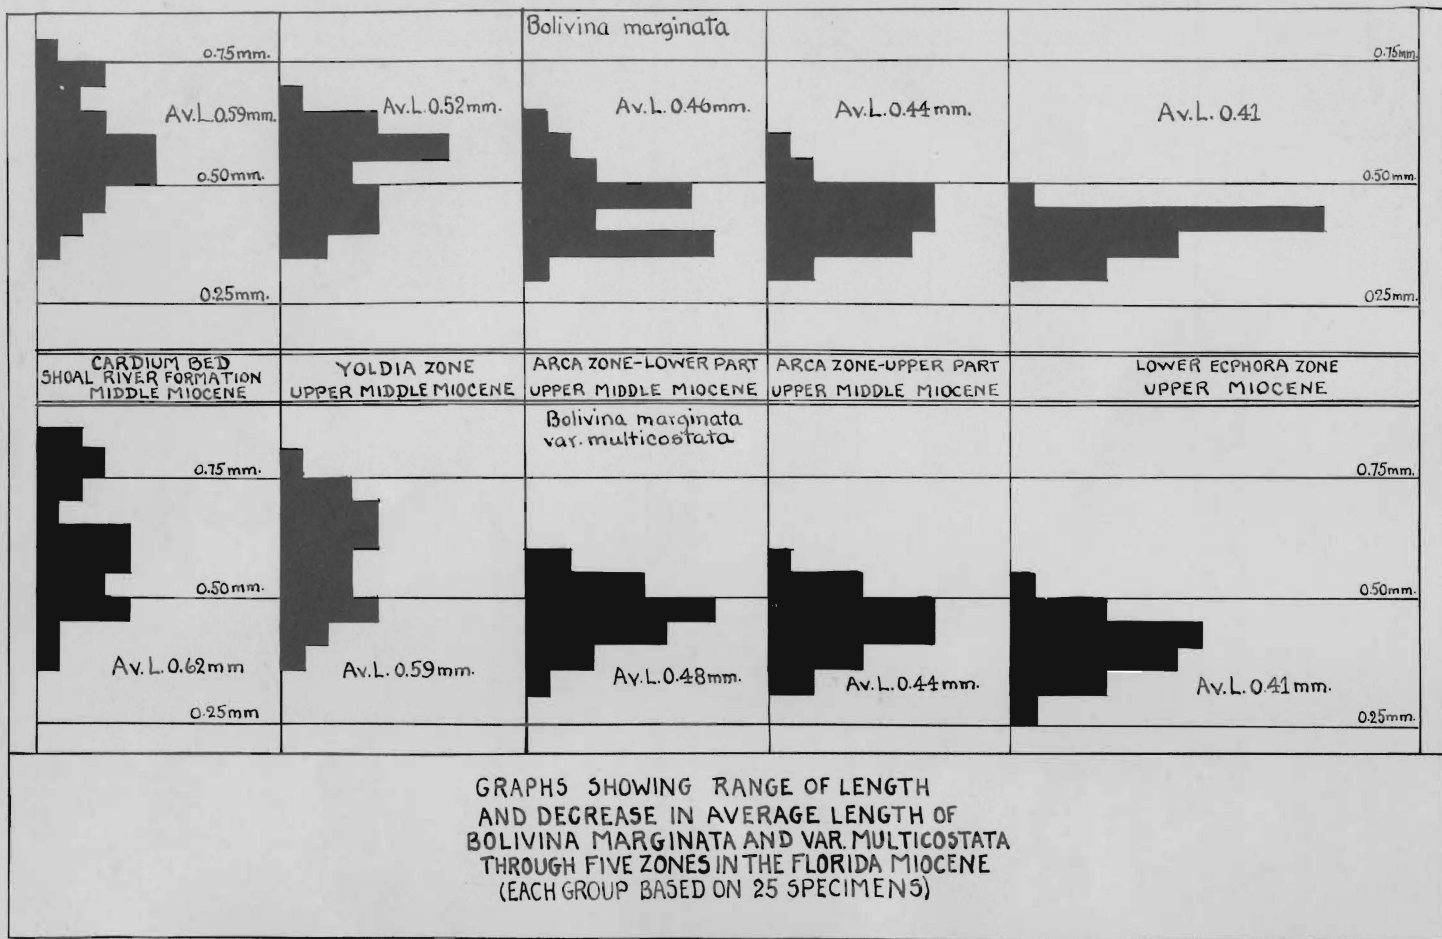 Bolivina marginata
0.75mm.
0.75mm.
Av.L.0.59mm.
Av.L.0.52mm.
Av.L.0.46mm.
Av.L.0.44mm.
Av.L.0.41
0.50mm.
0.50mm.
0.25mm.
025mm.
CARDIUM BED
SHOAL RIVER FORMATION
MIDDLE MIOCENE
YOLDIA ZONE
UPPER MIDDLE MIOCENE
ARCA ZONE-LOWER PART
UPPER MIDDLE MIOCENE
ARCA ZONE-UPPER PART
UPPER MIDDLE MIOCENE
LOWER ECPHORA ZONE
UPPER MIOCENE
Bolivina marginata
var. multicostata
0.75mm.
0.75mm.
0.50mm.
0.50mm.
Av.L.0.62mm
Av.L.0.59mm.
Av.L.0.48mm.
Av.L.0.44mm.
Av.L.0.41mm.
0.25mm
0.25mm.
GRAPHS SHOWING RANGE OF LENGTH
AND DECREASE IN AVERAGE LENGTH OF
BOLIVINA MARGINATA AND VAR. MULTICOSTATA
THROUGH FIVE ZONES IN THE FLORIDA MIOCENE
(EACH GROUP BASED ON 25 SPECIMENS)